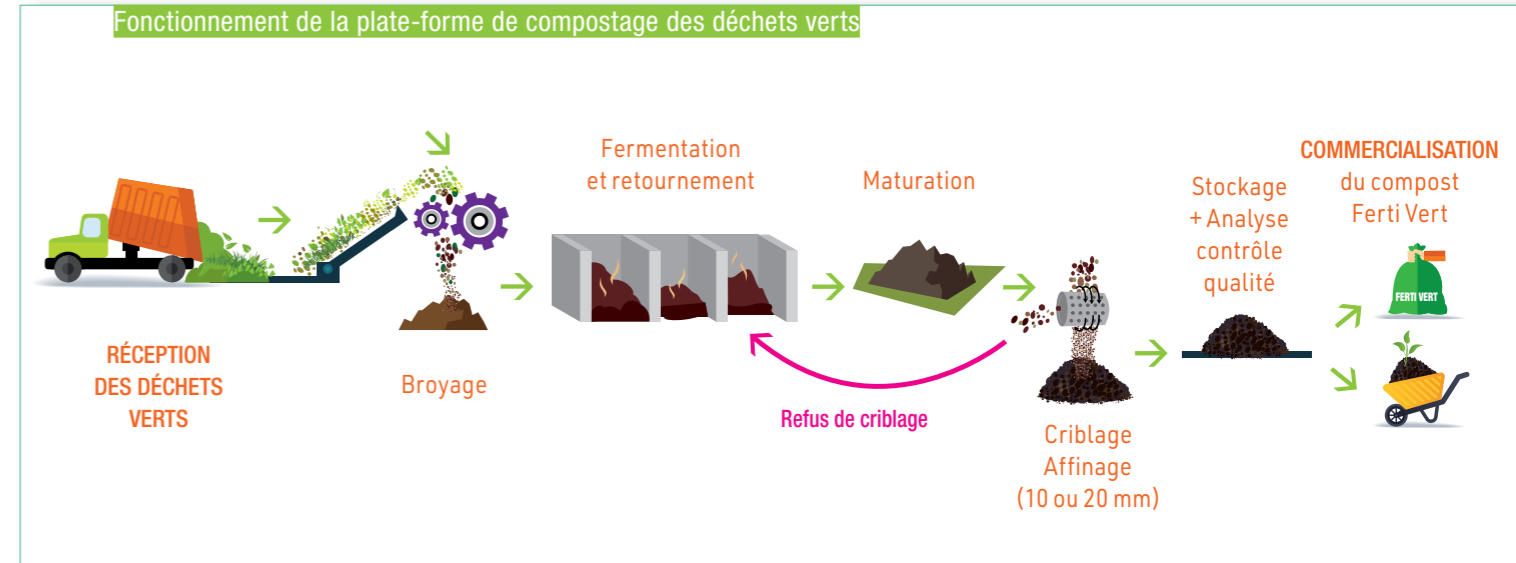 Fonctionnement de la plate-forme de compostage des déchets verts
RÉCEPTION
DES DÉCHETS
VERTS
Broyage
Fermentation
et retournement
Maturation
Refus de criblage
Criblage
Affinage
(10 ou 20 mm)
Stockage
+ Analyse
contrôle
qualité
COMMERCIALISATION
du compost
Ferti Vert
FERTI VERT